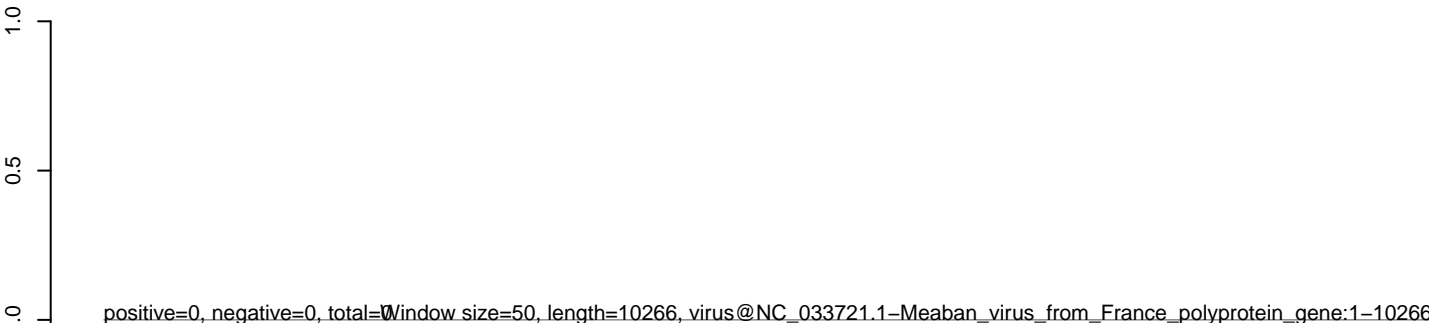 1.0
0.5
.0
positive=0, negative=0, total=0
Window size=50, length=10266, virus@NC_033721.1−Meaban_virus_from_France_polyprotein_gene:1−10266